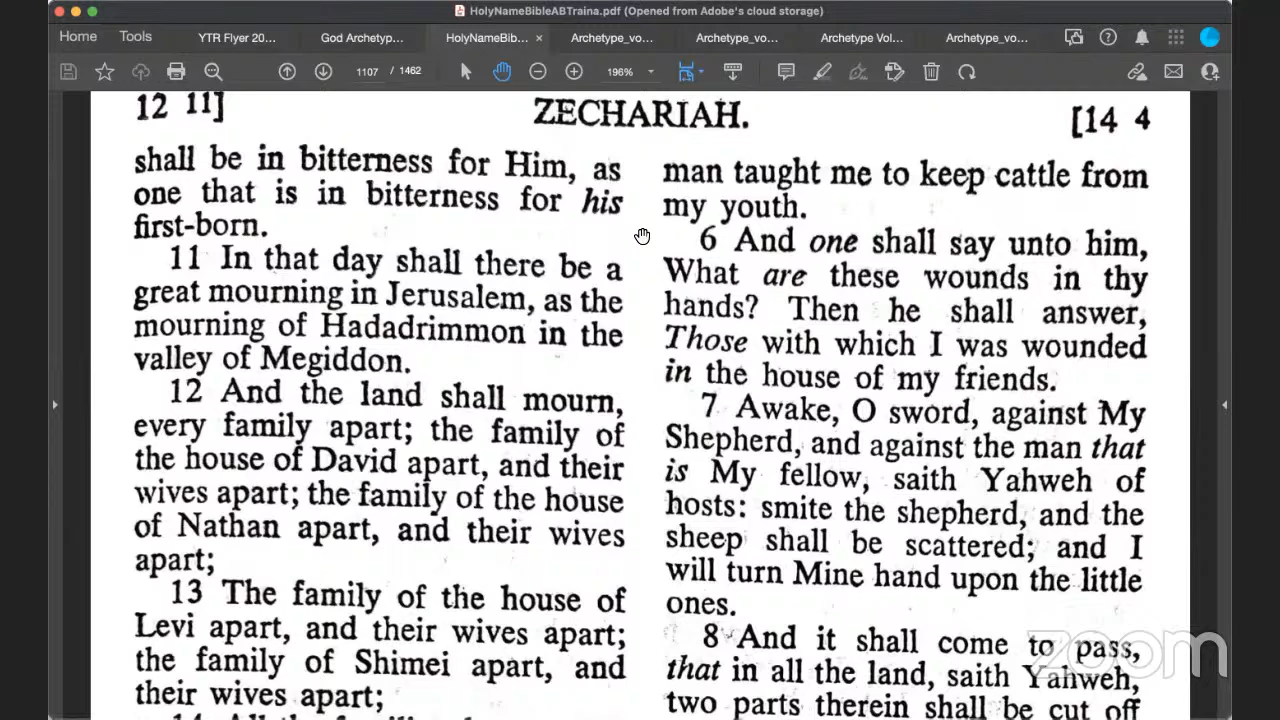 HolyNameBibleABTraina.pdf (Opened from Adobe's cloud storage)
Home Tools YTR Flyer 20... God Archetyp... HolyNameBib... × Archetype_vo... Archetype_vo... Archetype Vol... Archetype_vo...
1107 / 1462 196%
12 11] ZECHARIAH. [14 4
shall be in bitterness for Him, as
one that is in bitterness for his
first-born.
11 In that day shall there be a
great mourning in Jerusalem, as the
mourning of Hadadrimmon in the
valley of Megiddon.
12 And the land shall mourn,
every family apart; the family of
the house of David apart, and their
wives apart; the family of the house
of Nathan apart, and their wives
apart;
13 The family of the house of
Levi apart, and their wives apart;
the family of Shimei apart, and
their wives apart;
man taught me to keep cattle from
my youth.
6 And one shall say unto him,
What are these wounds in thy
hands? Then he shall answer,
Those with which I was wounded
in the house of my friends.
7 Awake, O sword, against My
Shepherd, and against the man that
is My fellow, saith Yahweh of
hosts: smite the shepherd, and the
sheep shall be scattered; and I
will turn Mine hand upon the little
ones.
8 And it shall come to pass,
that in all the land, saith Yahweh,
two parts therein shall be cut off
zoom